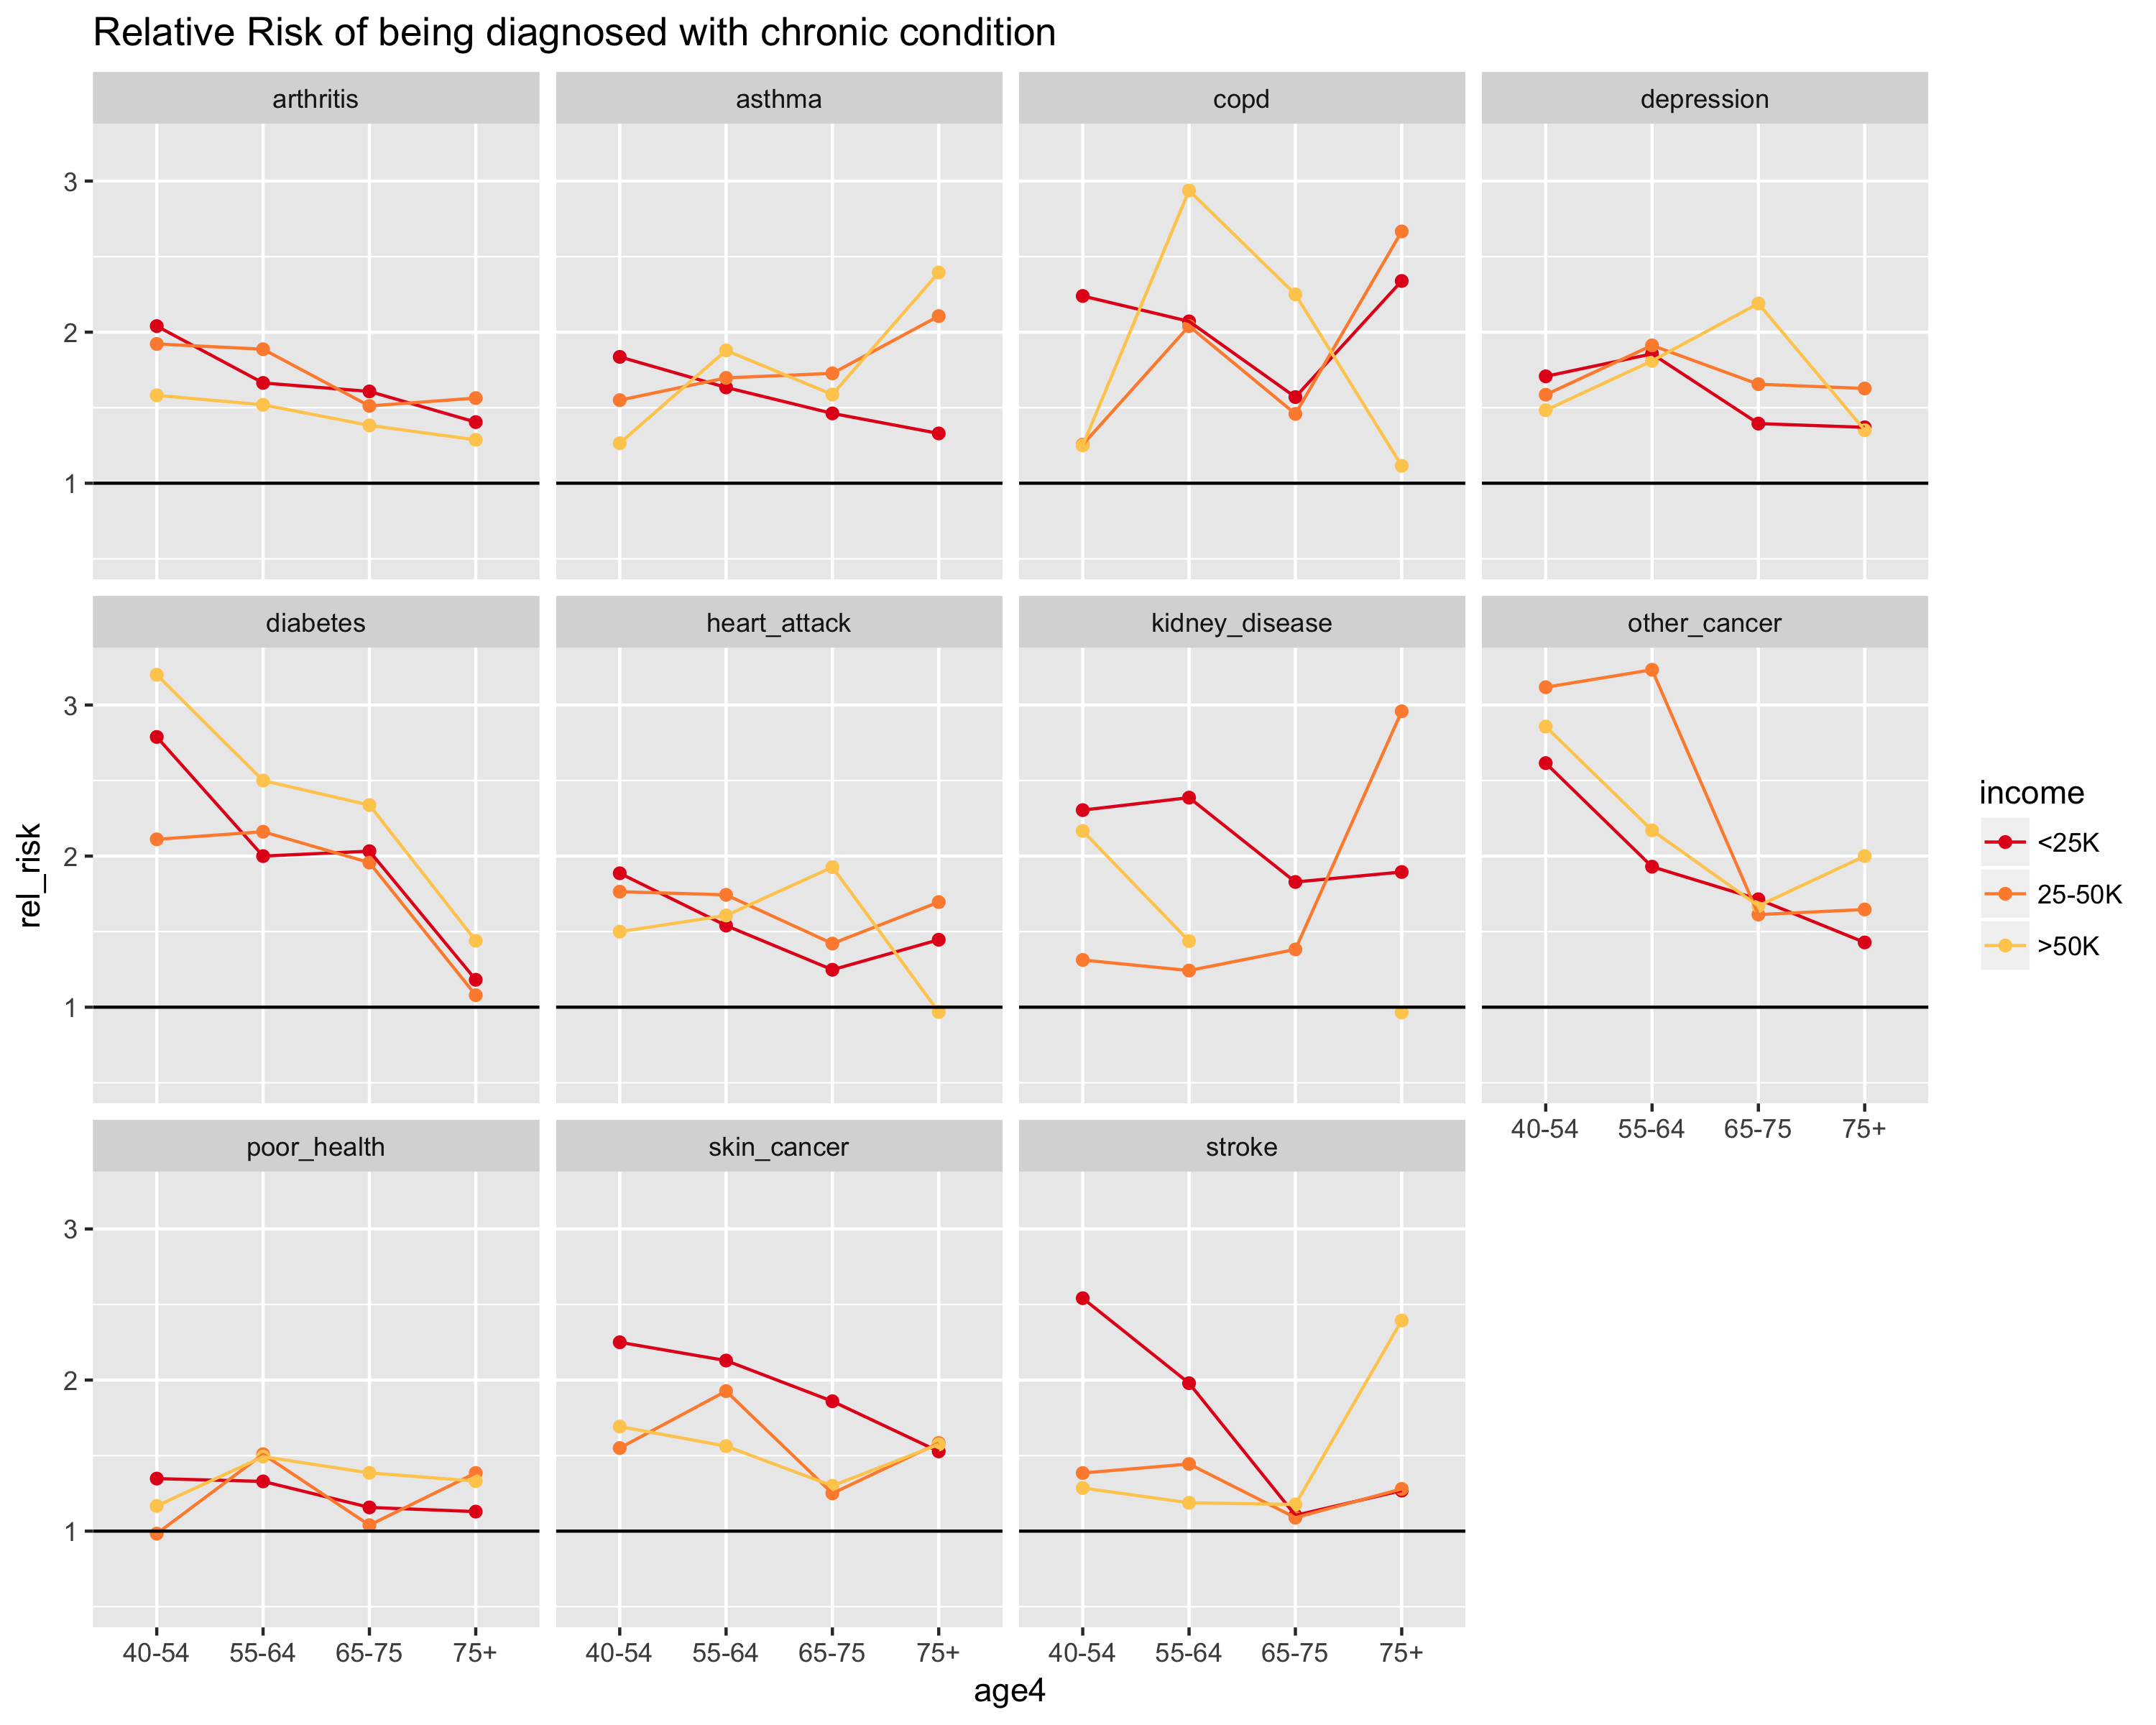 Relative Risk of being diagnosed with chronic condition
arthritis asthma copd depression
3
2
1
diabetes heart_attack kidney_disease other_cancer
3
2
1
40-54 55-64 65-75 75+
poor_health skin_cancer stroke
3
2
1
40-54 55-64 65-75 75+ 40-54 55-64 65-75 75+ 40-54 55-64 65-75 75+
age4
rel_risk
income
<25K
25-50K
>50K